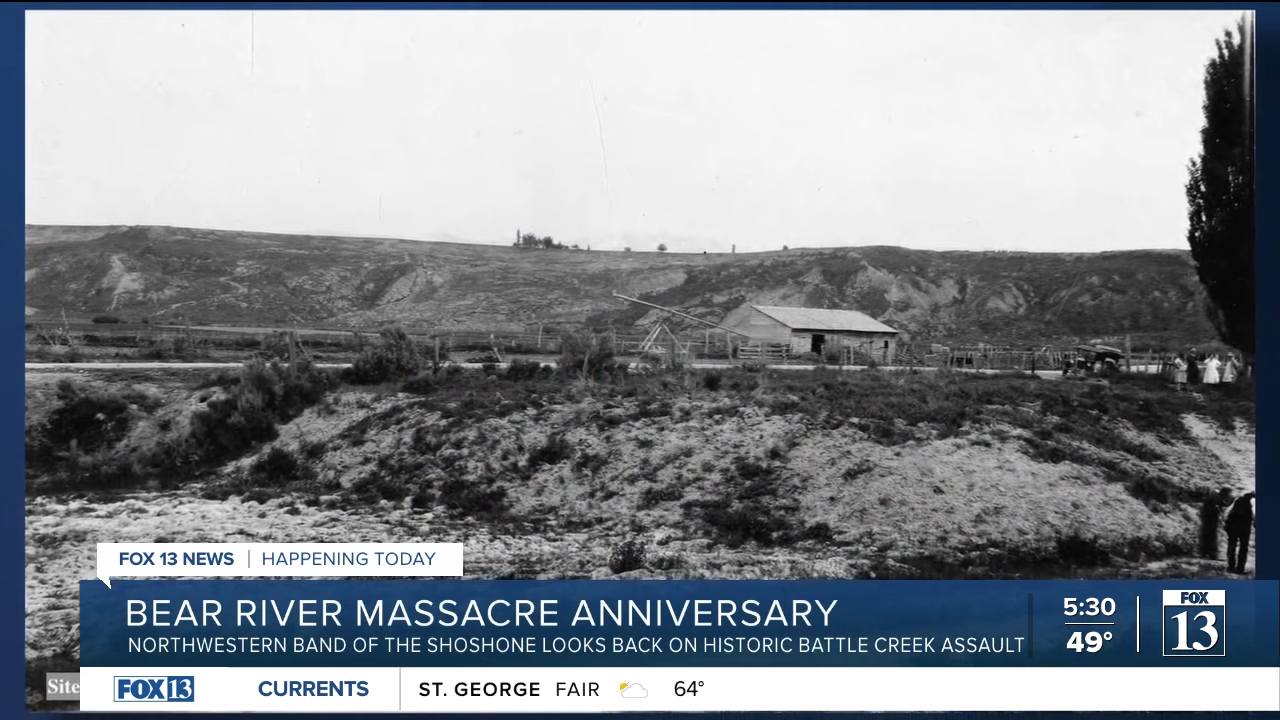 FOX 13 NEWS | HAPPENING TODAY
BEAR RIVER MASSACRE ANNIVERSARY
NORTHWESTERN BAND OF THE SHOSHONE LOOKS BACK ON HISTORIC BATTLE CREEK ASSAULT
5:30
49°
FOX
13
Site
FOX 13
CURRENTS
ST. GEORGE FAIR 64°